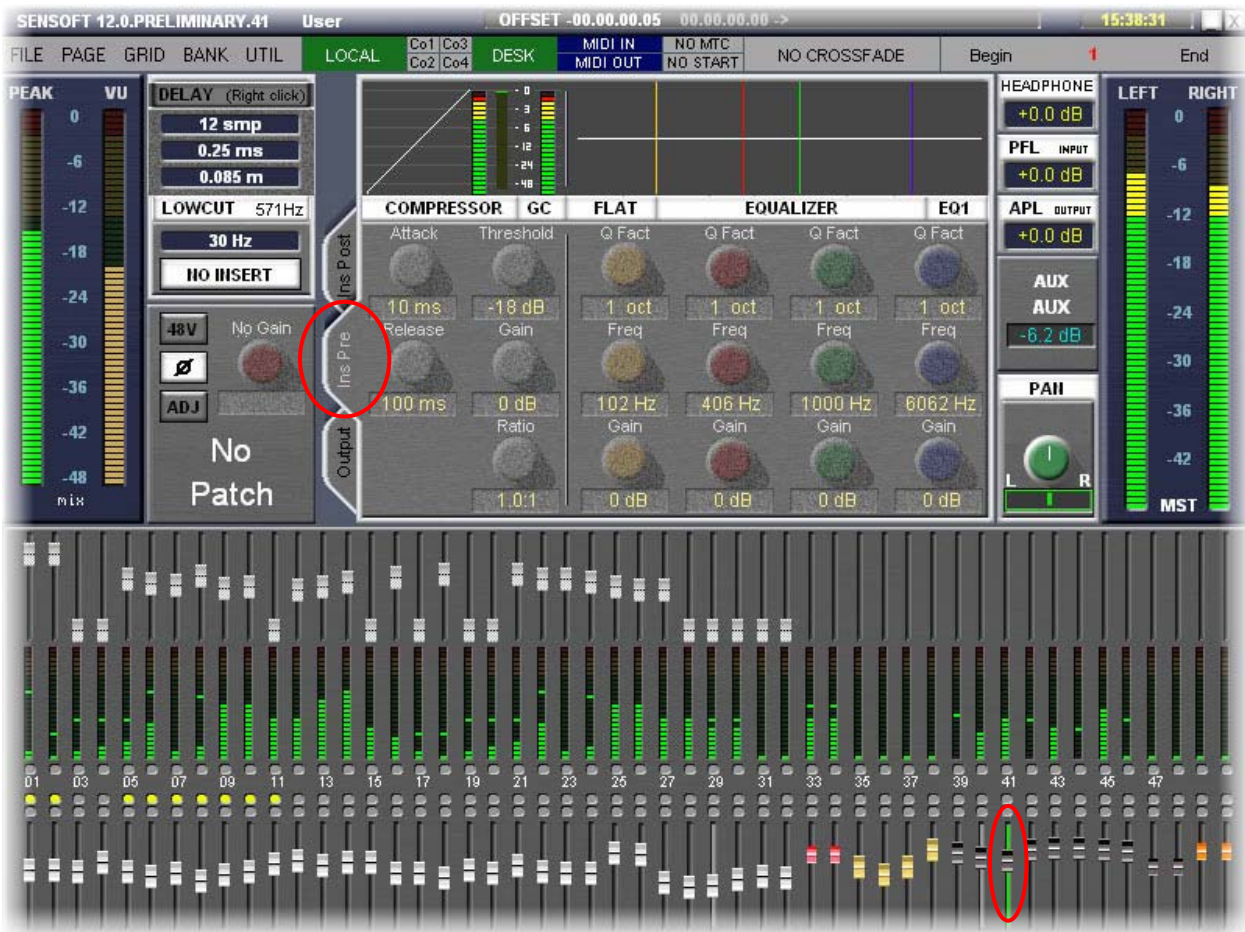 SENSOFT 12.0.PRELIMINARY.41 User OFFSET -00.00.00.05 00.00.00.00 -> 15:38:31 _ X
FILE PAGE GRID BANK UTIL LOCAL Co1 Co3 DESK MIDI IN NO MTC NO CROSSFADE Begin 1 End
Co2 Co4 MIDI OUT NO START
PEAK VU
0
-6
-12
-18
-24
-30
-36
-42
-48
mix
DELAY (Right click)
12 smp
0.25 ms
0.085 m
LOWCUT 571Hz
30 Hz
NO INSERT
48V No Gain
Ø
ADJ
No
Patch
Ins Post
Ins Pre
Output
- 0
- 3
- 6
- 12
- 24
- 48
COMPRESSOR GC FLAT EQUALIZER EQ1
Attack Threshold Q Fact Q Fact Q Fact Q Fact
10 ms -18 dB 1 oct 1 oct 1 oct 1 oct
Release Gain Freq Freq Freq Freq
100 ms 0 dB 102 Hz 406 Hz 1000 Hz 6062 Hz
Ratio Gain Gain Gain Gain
1.0:1 0 dB 0 dB 0 dB 0 dB
HEADPHONE
+0.0 dB
PFL INPUT
+0.0 dB
APL OUTPUT
+0.0 dB
AUX
AUX
-6.2 dB
PAN
L R
LEFT RIGHT
0
-6
-12
-18
-24
-30
-36
-42
MST
01 03 05 07 09 11 13 15 17 19 21 23 25 27 29 31 33 35 37 39 41 43 45 47